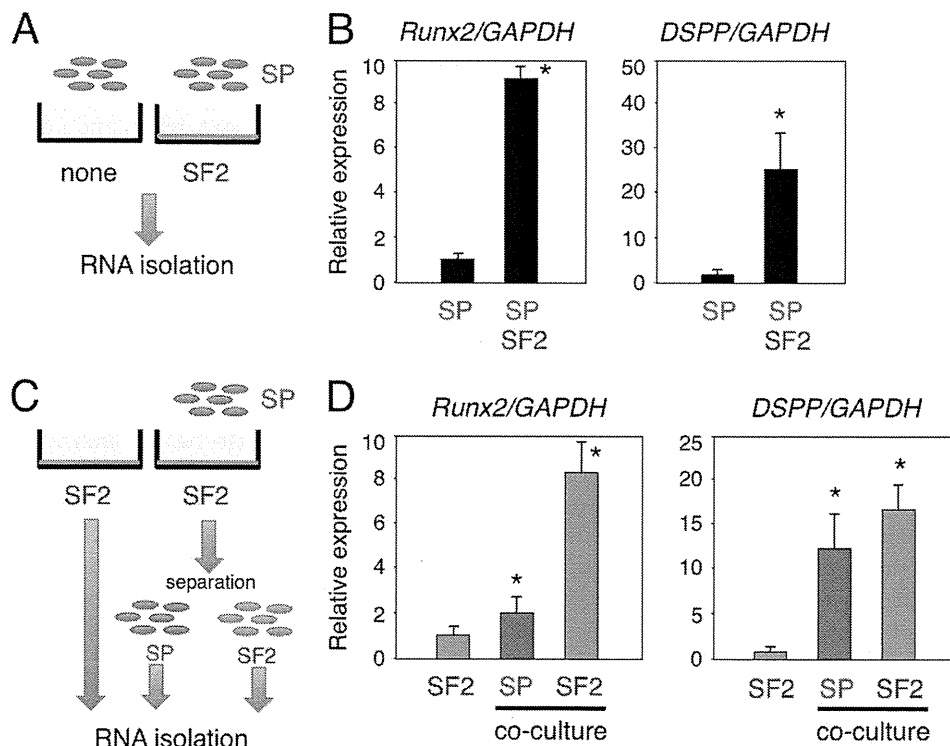 A
SP
none SF2
RNA isolation
B
Runx2/GAPDH
Relative expression
10
8
6
4
2
0
*
SP SP
SF2
DSPP/GAPDH
50
40
30
20
10
0
*
SP SP
SF2
C
SP
SF2 SF2
separation
SP SF2
RNA isolation
D
Runx2/GAPDH
Relative expression
10
8
6
4
2
0
*
*
SF2 SP SF2
co-culture
DSPP/GAPDH
25
20
15
10
5
0
*
*
SF2 SP SF2
co-culture